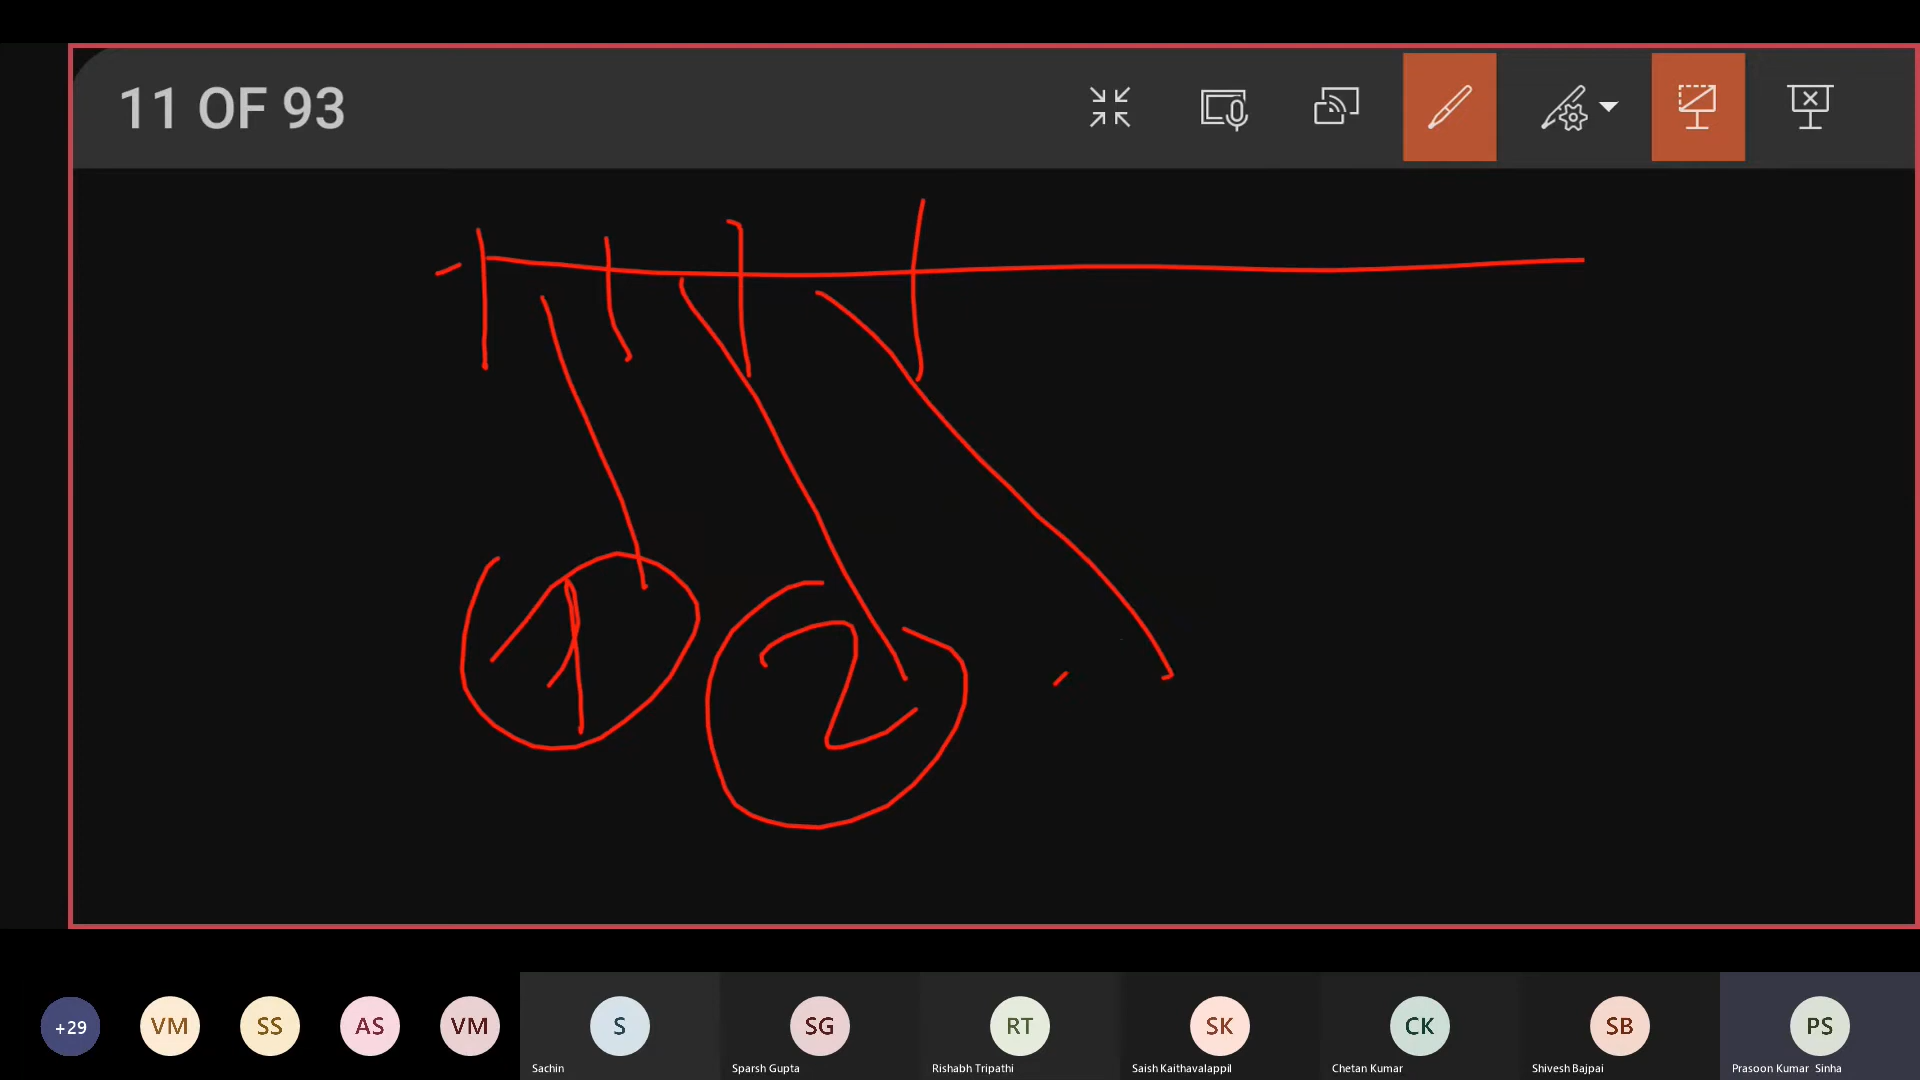 11 OF 93
1
2
+29
VM
SS
AS
VM
S
SG
RT
SK
CK
SB
PS
Sachin
Sparsh Gupta
Rishabh Tripathi
Saish Kaithavalappil
Chetan Kumar
Shivesh Bajpai
Prasoon Kumar Sinha